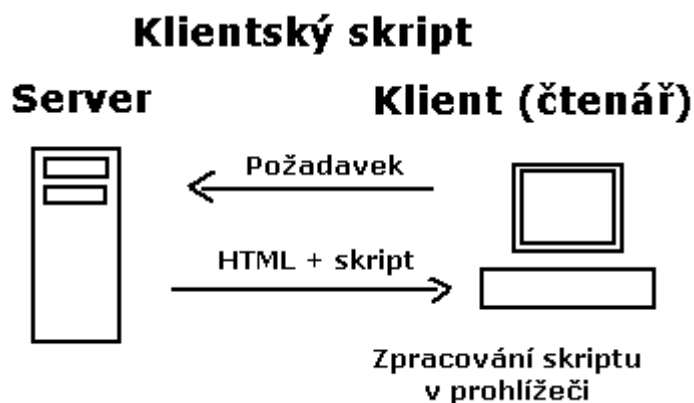 Klientský skript
Server
Klient (čtenář)
Požadavek
HTML + skript
Zpracování skriptu
v prohlížeči